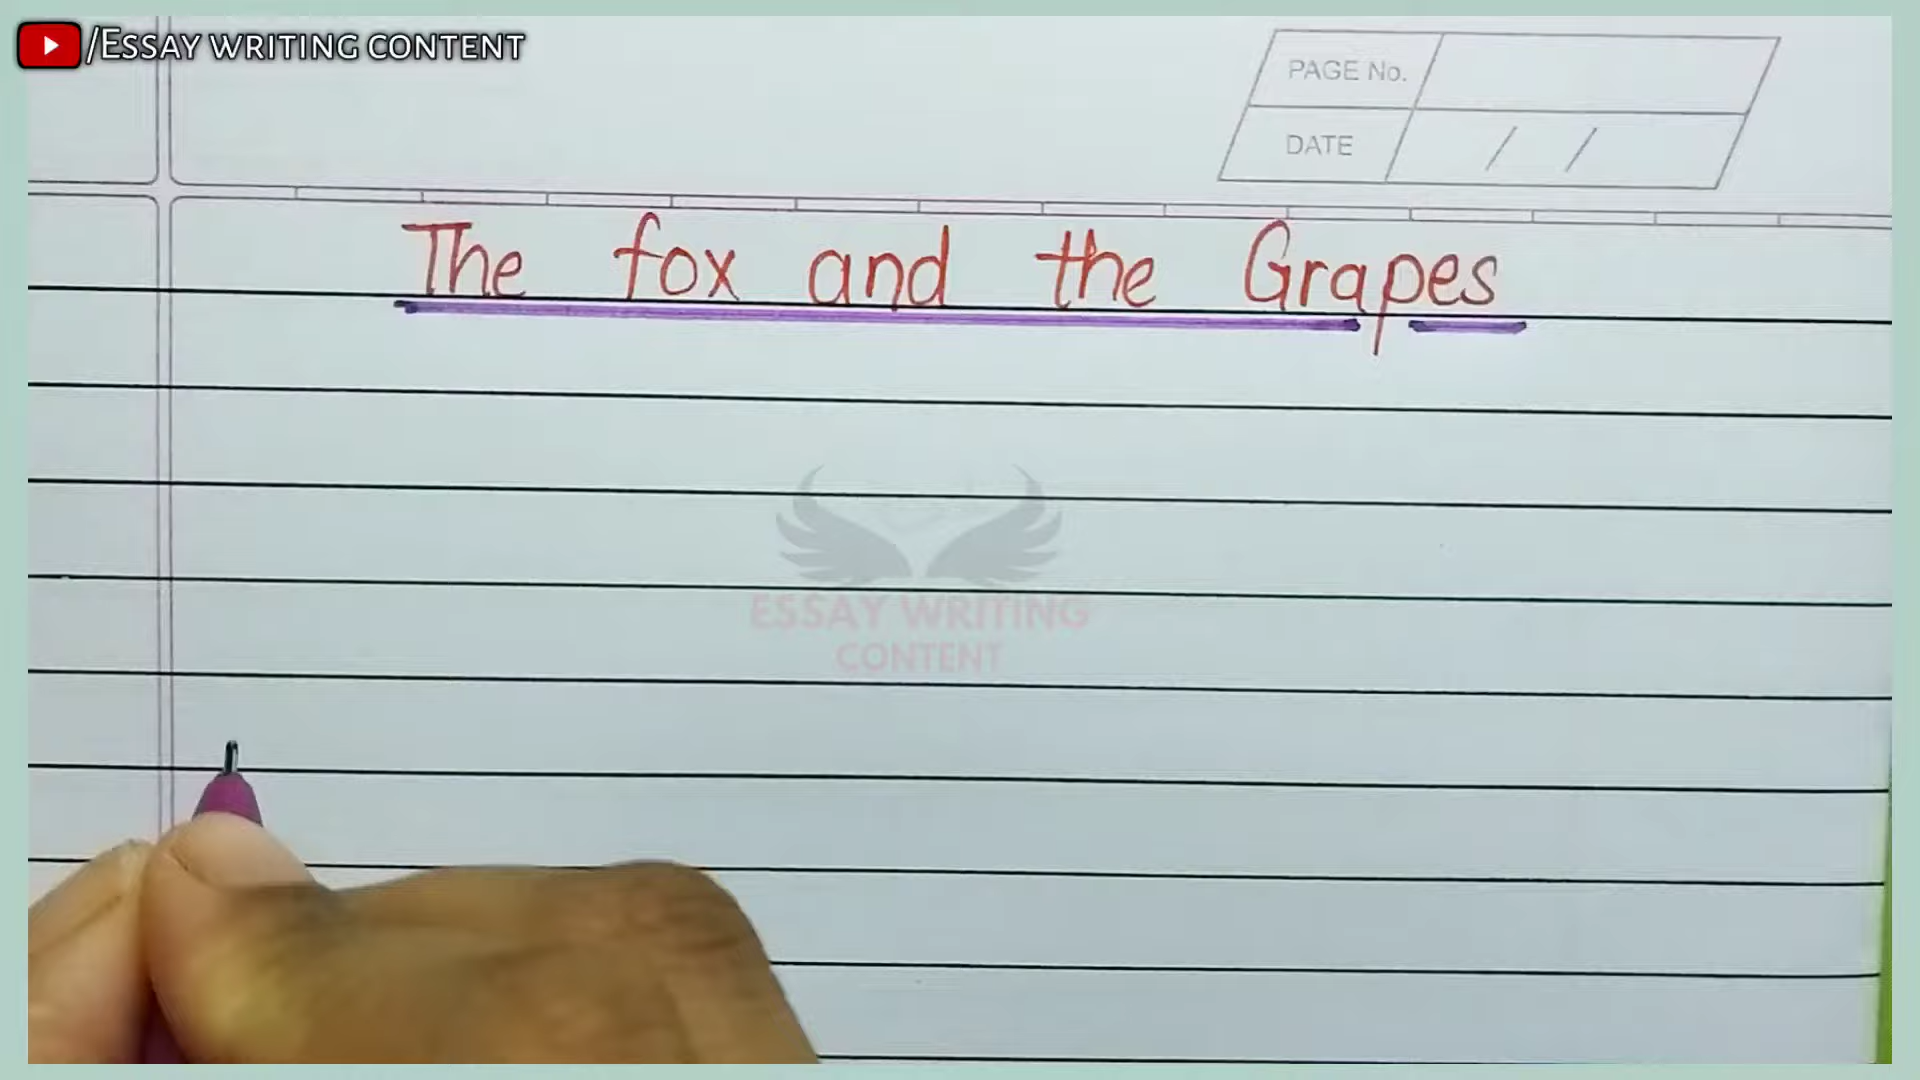 /ESSAY WRITING CONTENT
PAGE No.
DATE / /
The fox and the Grapes
ESSAY WRITING
CONTENT